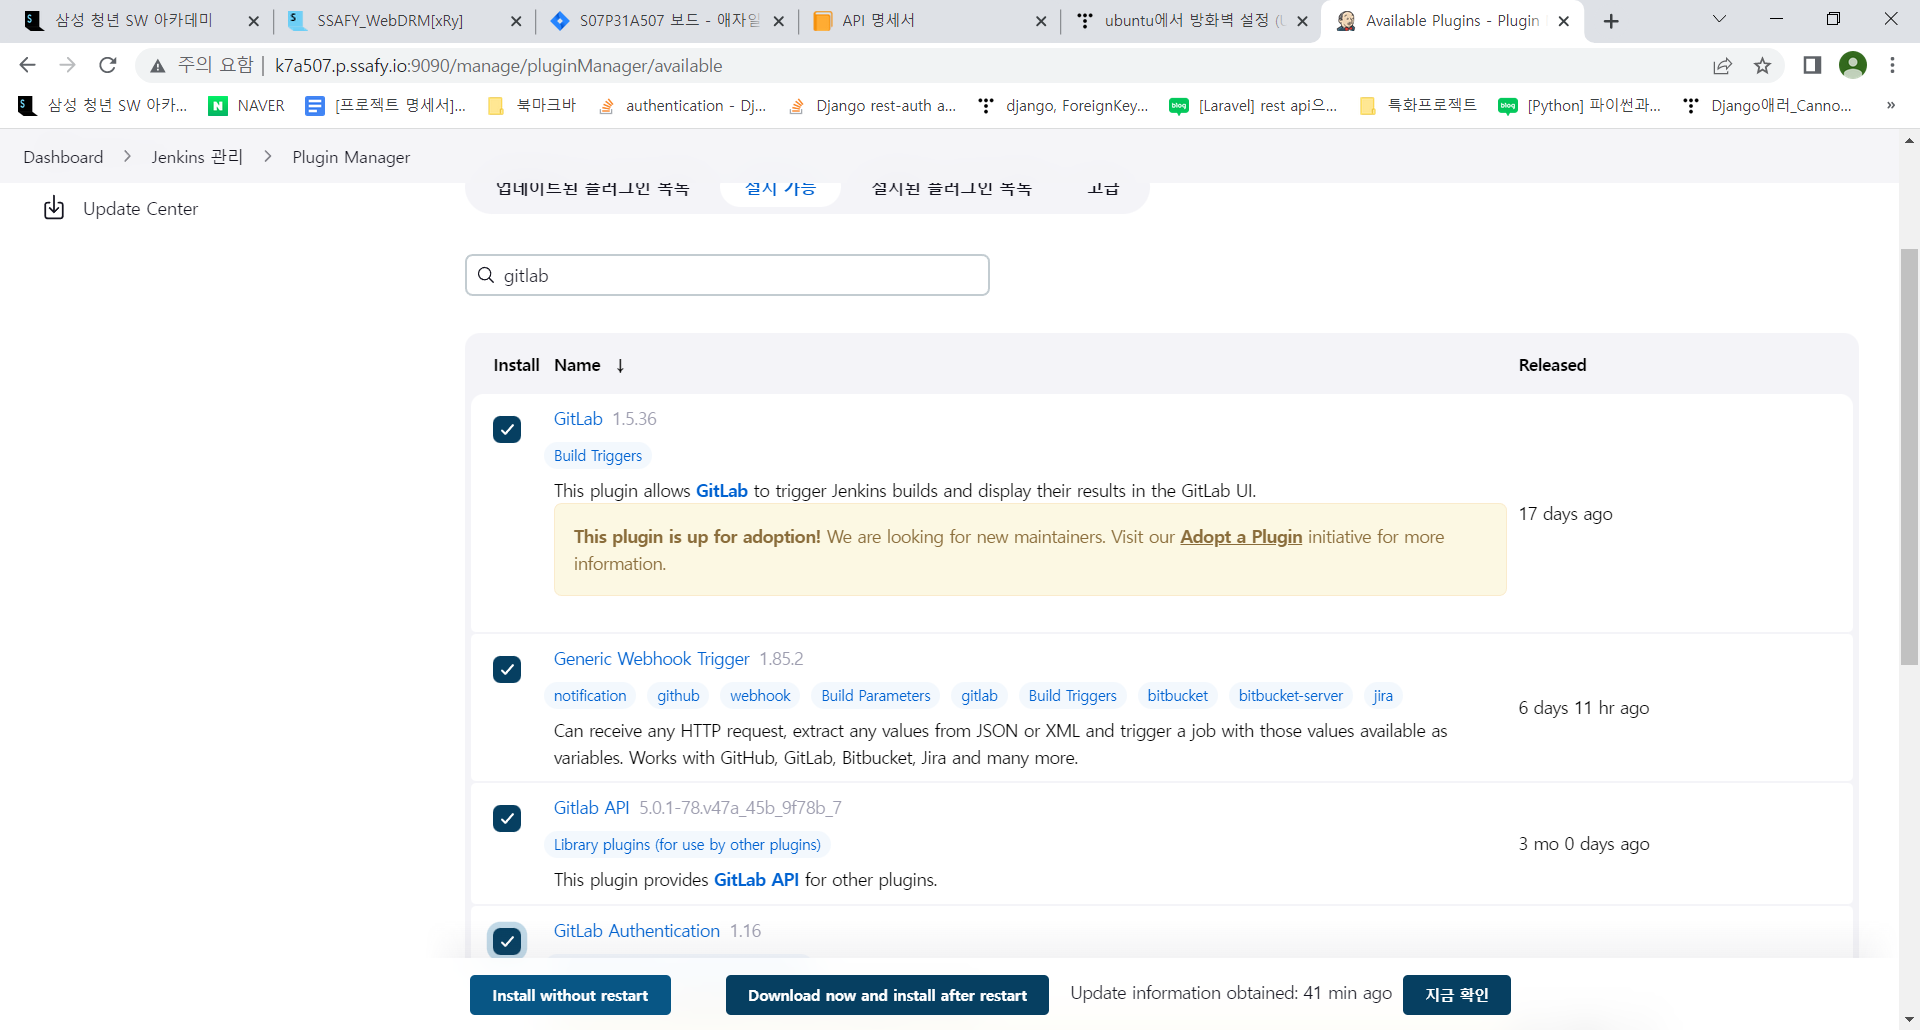 삼성 청년 SW 아카데미
SSAFY_WebDRM[xRy]
S07P31A507 보드 - 애자일
API 명세서
ubuntu에서 방화벽 설정 (
Available Plugins - Plugin
주의 요함 | k7a507.p.ssafy.io:9090/manage/pluginManager/available
삼성 청년 SW 아카...
NAVER
[프로젝트 명세서]...
북마크바
authentication - Dj...
Django rest-auth a...
django, ForeignKey...
[Laravel] rest api으...
특화프로젝트
[Python] 파이썬과...
Django애러_Canno...
»
Dashboard > Jenkins 관리 > Plugin Manager
업데이트된 플러그인 목록
설치 가능
설치된 플러그인 목록
고급
Update Center
gitlab
Install Name ↓ Released
GitLab 1.5.36
Build Triggers
This plugin allows GitLab to trigger Jenkins builds and display their results in the GitLab UI.
17 days ago
This plugin is up for adoption! We are looking for new maintainers. Visit our Adopt a Plugin initiative for more
information.
Generic Webhook Trigger 1.85.2
notification github webhook Build Parameters gitlab Build Triggers bitbucket bitbucket-server jira
6 days 11 hr ago
Can receive any HTTP request, extract any values from JSON or XML and trigger a job with those values available as
variables. Works with GitHub, GitLab, Bitbucket, Jira and many more.
Gitlab API 5.0.1-78.v47a_45b_9f78b_7
Library plugins (for use by other plugins)
3 mo 0 days ago
This plugin provides GitLab API for other plugins.
GitLab Authentication 1.16
Install without restart
Download now and install after restart
Update information obtained: 41 min ago
지금 확인